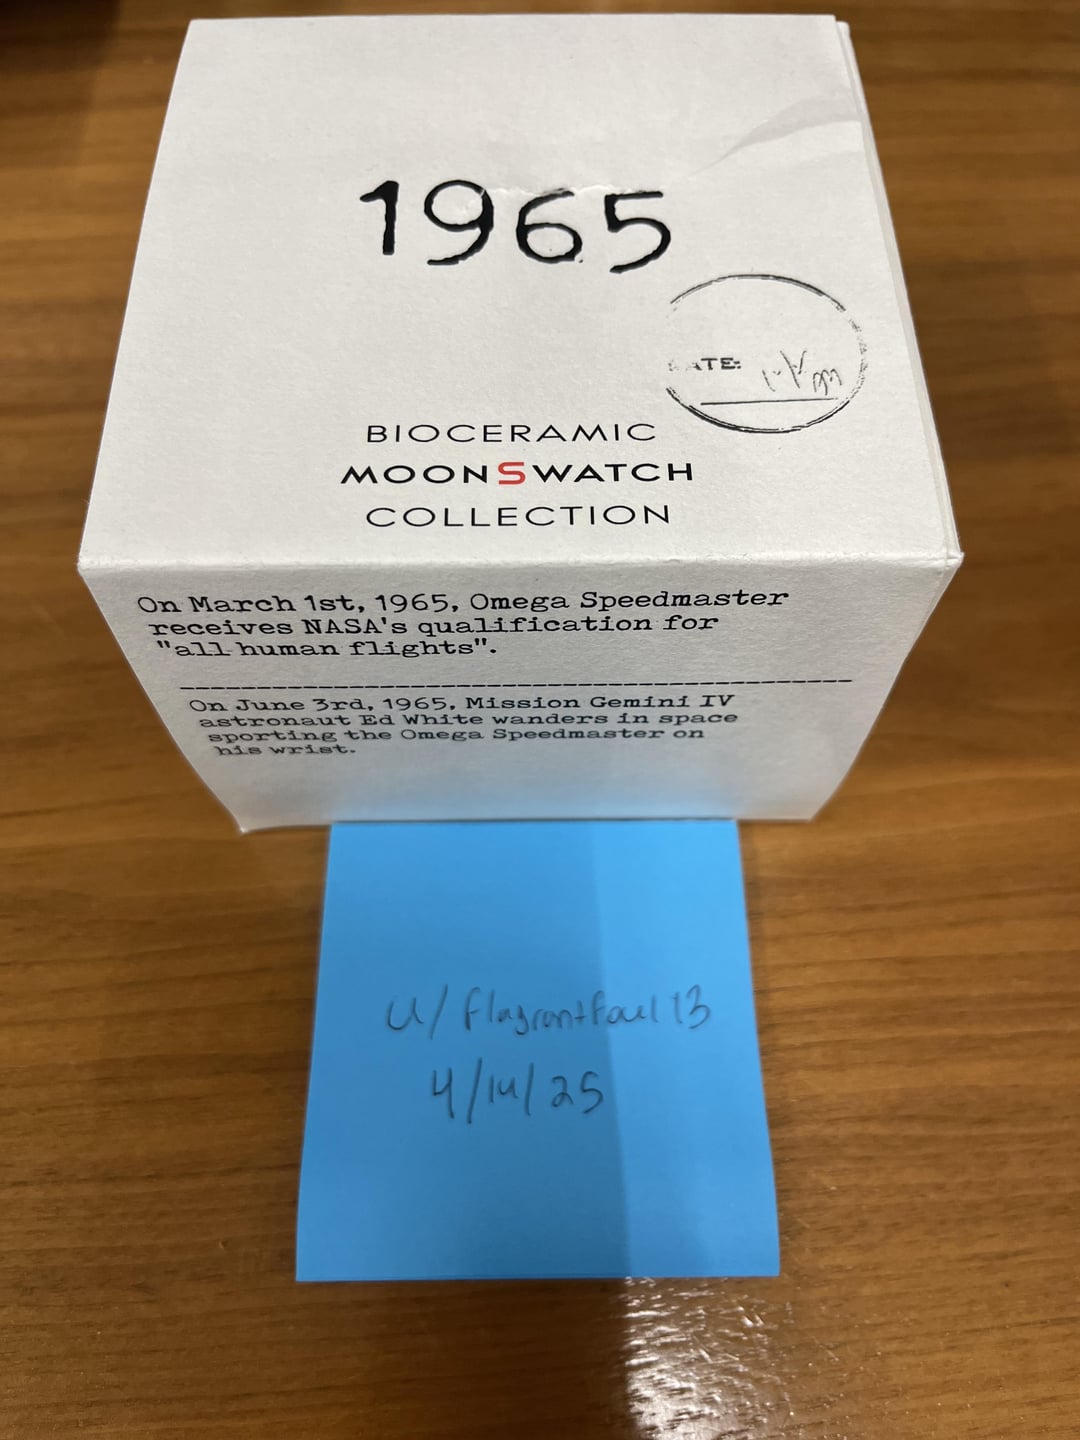 1965
ATE:
BIOCERAMIC
MOONSWATCH
COLLECTION
On March 1st, 1965, Omega Speedmaster
receives NASA's qualification for
"all human flights".
On June 3rd, 1965, Mission Gemini IV
astronaut Ed White wanders in space
sporting the Omega Speedmaster on
his wrist.
u/flagrantfoul13
4/14/25